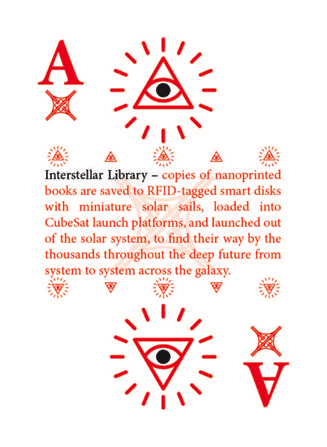 A
Interstellar Library – copies of nanoprinted
books are saved to RFID-tagged smart disks
with miniature solar sails, loaded into
CubeSat launch platforms, and launched out
of the solar system, to find their way by the
thousands throughout the deep future from
system to system across the galaxy.
A